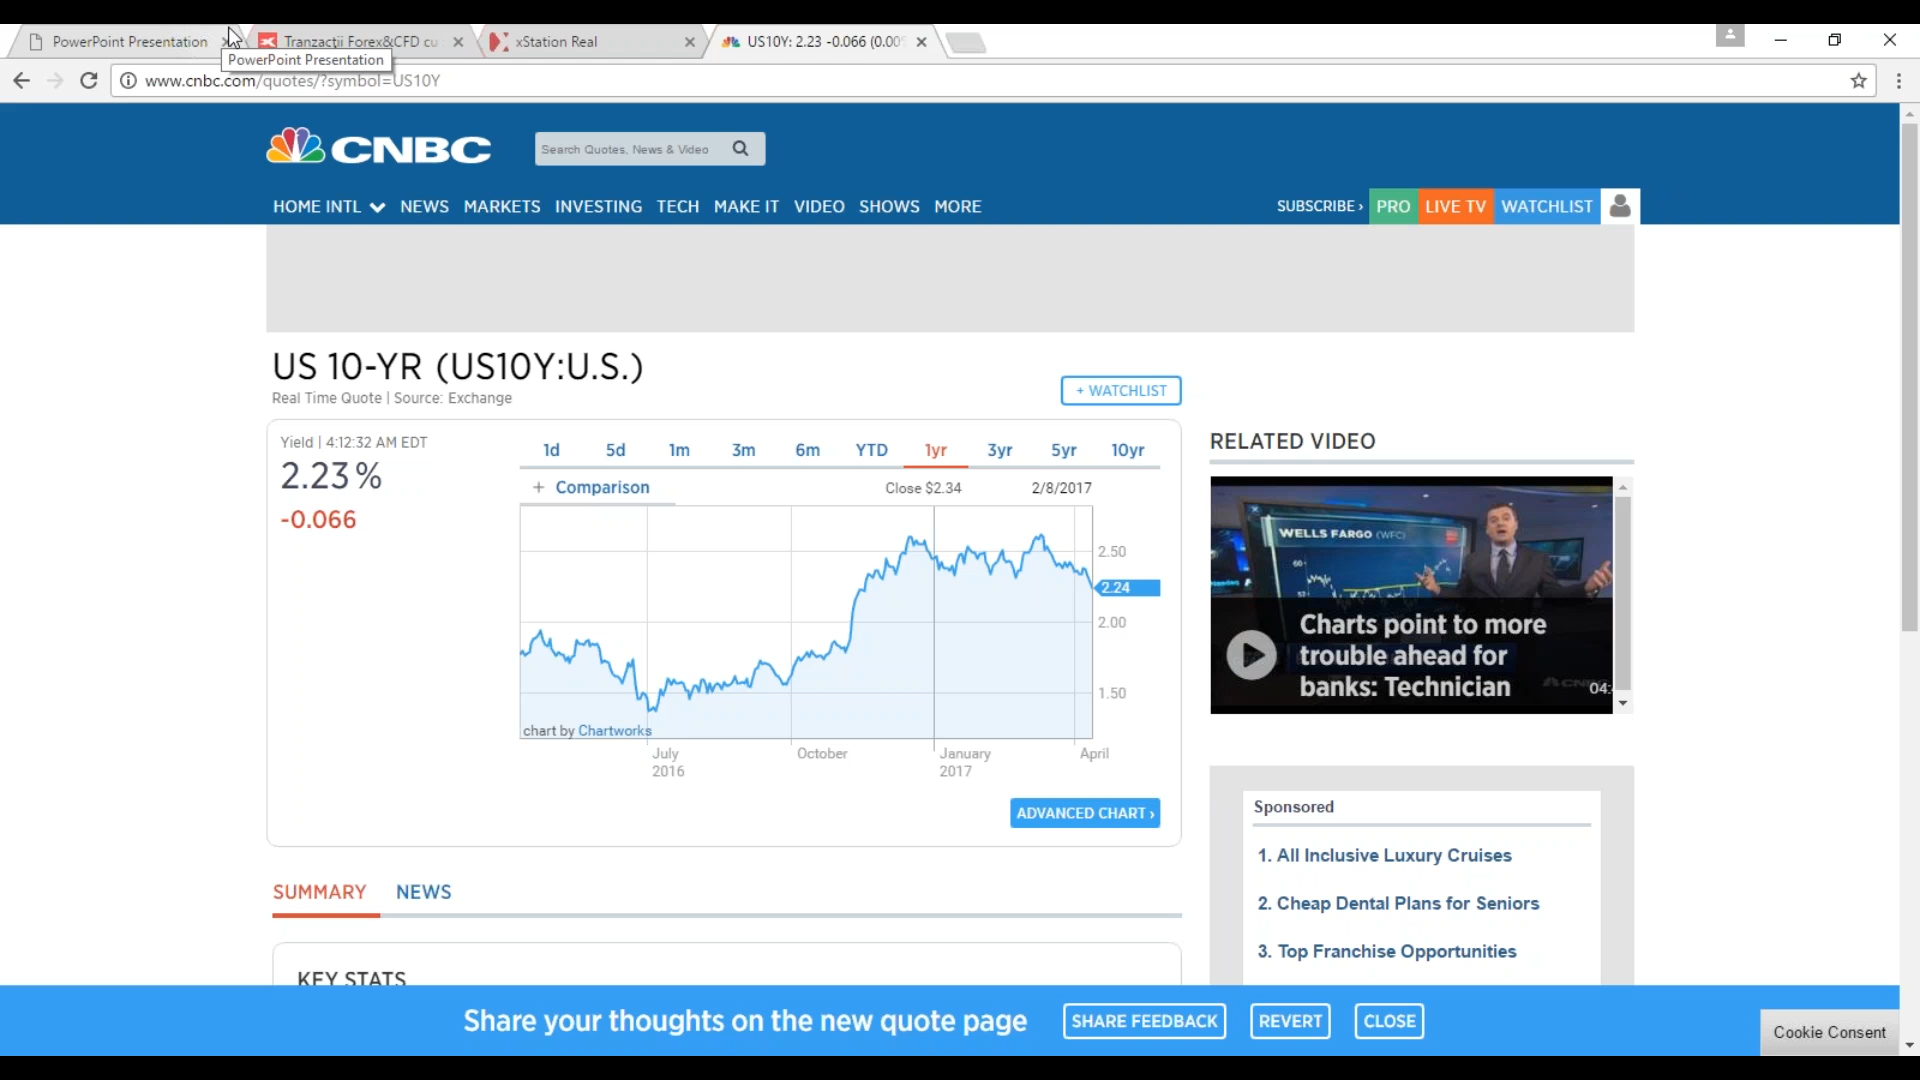 PowerPoint Presentation
Tranzacții Forex&CFD cu
xStation Real
US10Y: 2.23 -0.066 (0.00
PowerPoint Presentation
www.cnbc.com/quotes/?symbol=US10Y
CNBC
Search Quotes, News & Video
HOME INTL NEWS MARKETS INVESTING TECH MAKE IT VIDEO SHOWS MORE
SUBSCRIBE › PRO LIVE TV WATCHLIST
US 10-YR (US10Y:U.S.)
Real Time Quote | Source: Exchange
+ WATCHLIST
Yield | 4:12:32 AM EDT
2.23%
-0.066
1d 5d 1m 3m 6m YTD 1yr 3yr 5yr 10yr
+ Comparison
Close $2.34 2/8/2017
2.50
2.24
2.00
1.50
chart by Chartworks
July
2016
October
January
2017
April
ADVANCED CHART ›
RELATED VIDEO
WELLS FARGO (WFC)
Charts point to more
trouble ahead for
banks: Technician
CNBC
04:
Sponsored
1. All Inclusive Luxury Cruises
2. Cheap Dental Plans for Seniors
3. Top Franchise Opportunities
SUMMARY NEWS
KEY STATS
Share your thoughts on the new quote page
SHARE FEEDBACK REVERT CLOSE
Cookie Consent